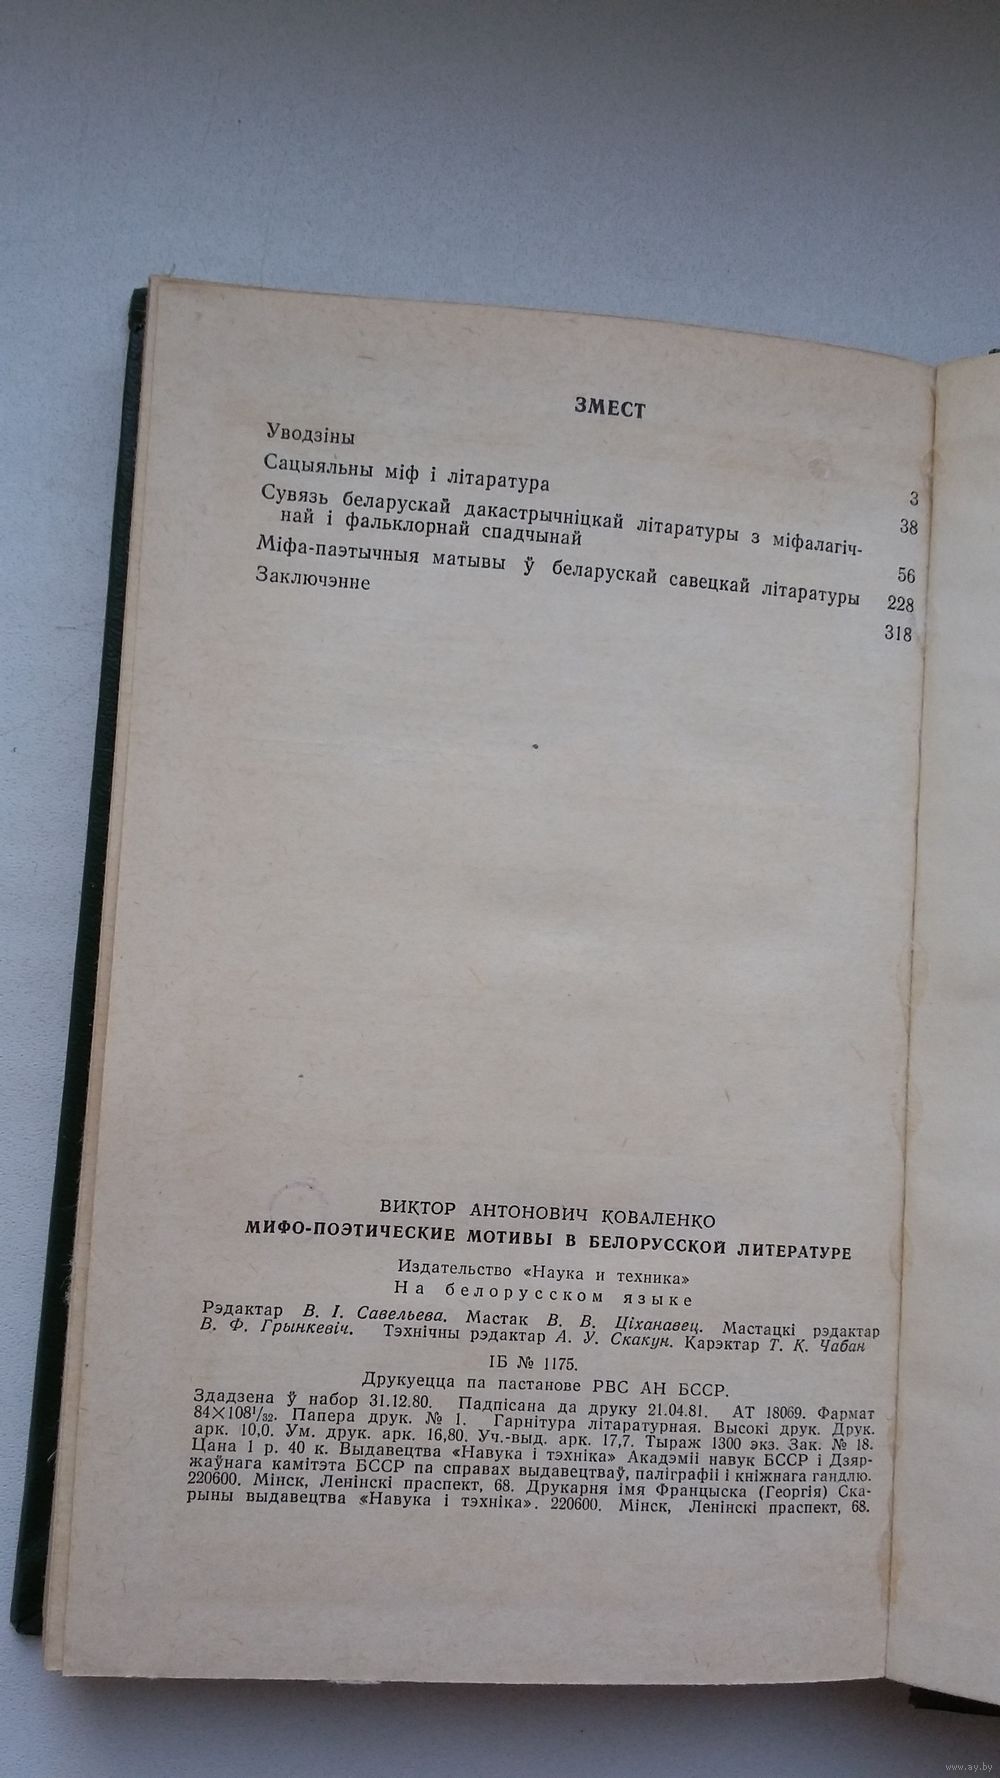 ЗМЕСТ
Уводзіны 3
Сацыяльны міф і літаратура 38
Сувязь беларускай дакастрычніцкай літаратуры з міфалагіч-
най і фальклорнай спадчынай 56
Міфа-паэтычныя матывы ў беларускай савецкай літаратуры 228
Заключэнне 318
ВИКТОР АНТОНОВИЧ КОВАЛЕНКО
МИФО-ПОЭТИЧЕСКИЕ МОТИВЫ В БЕЛОРУССКОЙ ЛИТЕРАТУРЕ
Издательство «Наука и техника»
На белорусском языке
Рэдактар В. І. Савельева. Мастак В. В. Ціханавец. Мастацкі рэдактар
В. Ф. Грынкевіч. Тэхнічны рэдактар А. У. Скакун. Карэктар Т. К. Чабан
ІБ № 1175.
Друкуецца па пастанове РВС АН БССР.
Здадзена ў набор 31.12.80. Падпісана да друку 21.04.81. АТ 18069. Фармат
84×108¹/₃₂. Папера друк. № 1. Гарнітура літаратурная. Высокі друк. Друк.
арк. 10,0. Ум. друк. арк. 16,80. Уч.-выд. арк. 17,7. Тыраж 1300 экз. Зак. № 18.
Цана 1 р. 40 к. Выдавецтва «Навука і тэхніка» Акадэміі навук БССР і Дзяр-
жаўнага камітэта БССР па справах выдавецтваў, паліграфіі і кніжнага гандлю.
220600. Мінск, Ленінскі праспект, 68. Друкарня імя Францыска (Георгія) Ска-
рыны выдавецтва «Навука і тэхніка». 220600. Мінск, Ленінскі праспект, 68.
www.ay.by